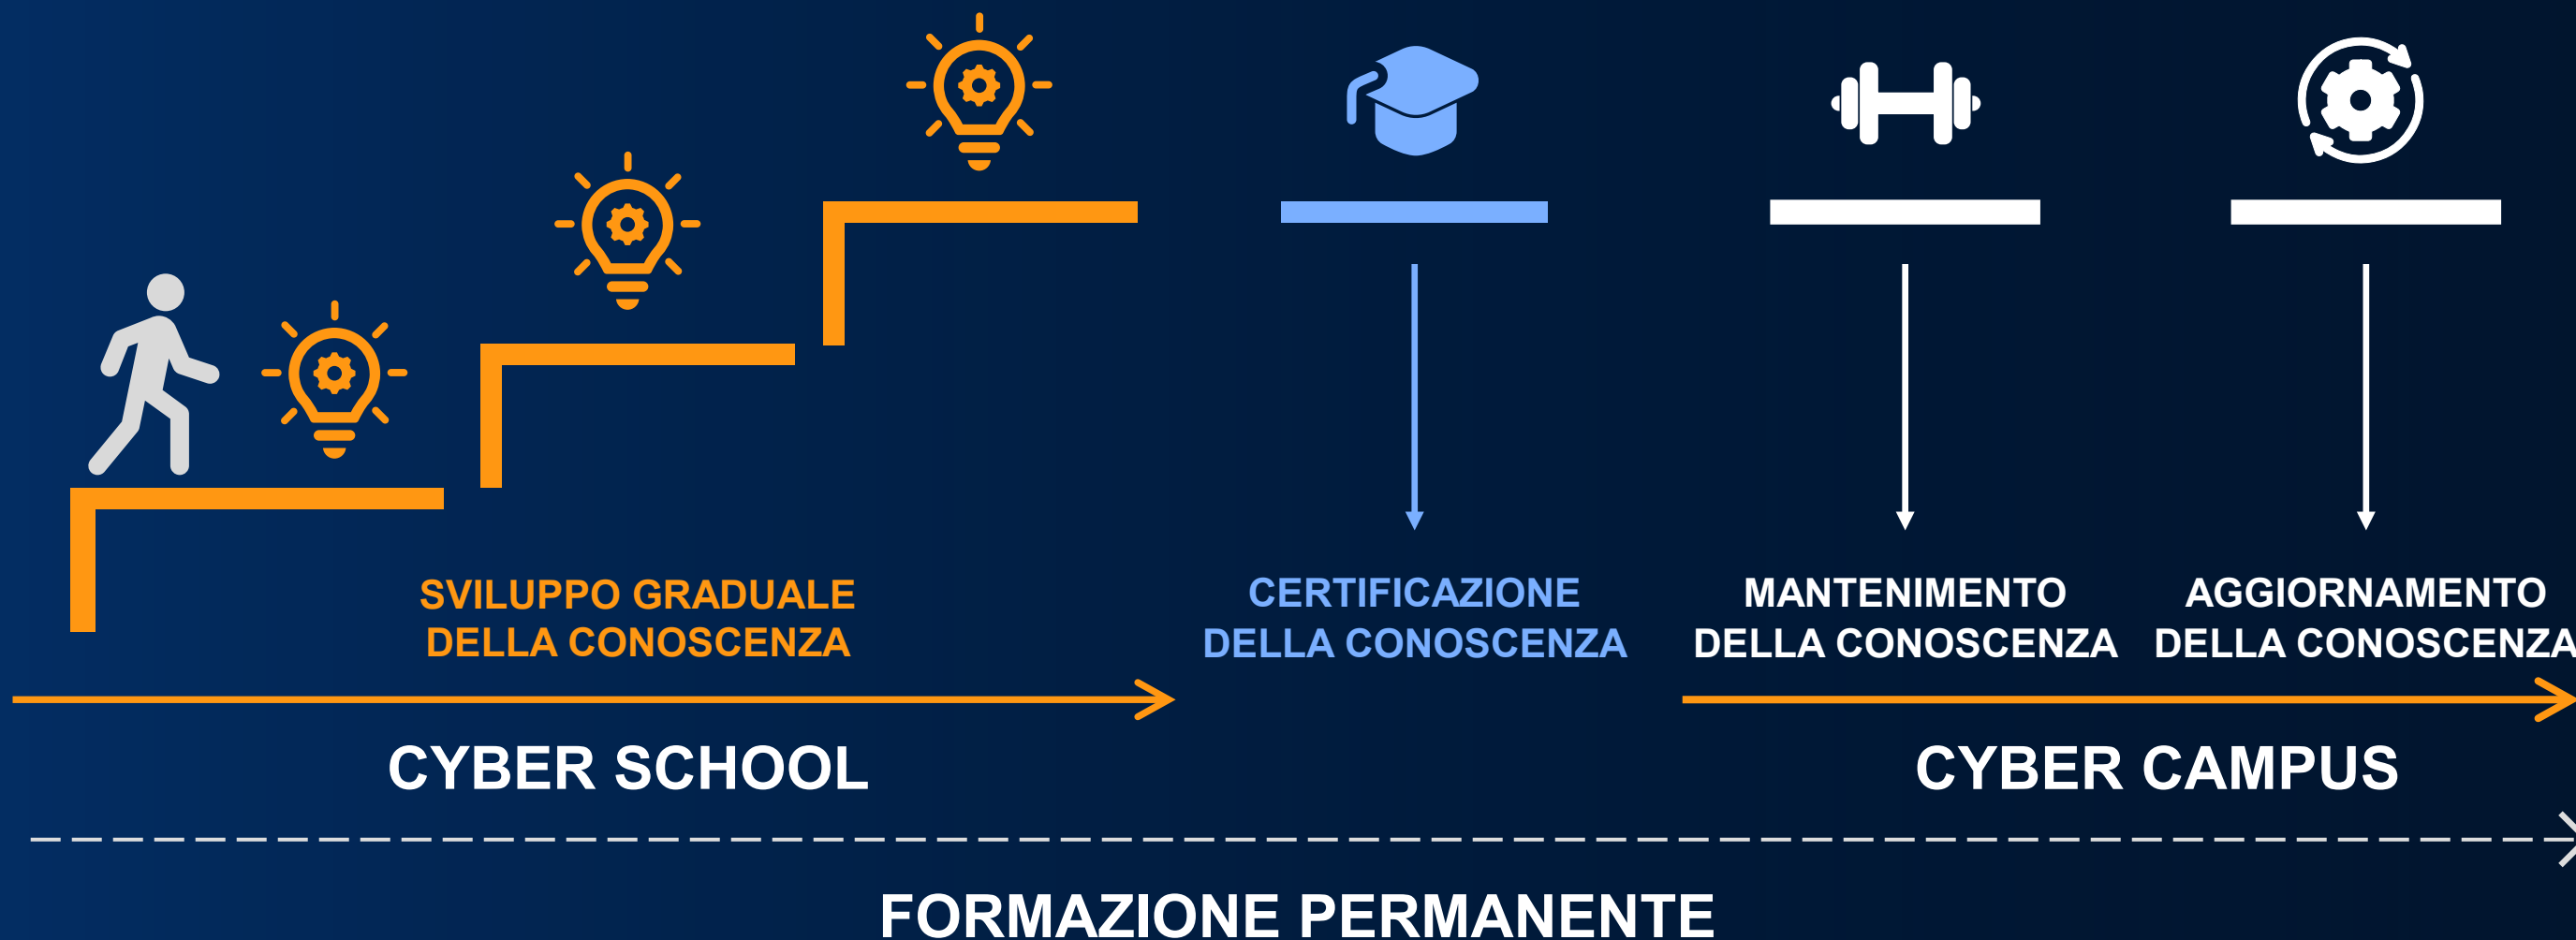 SVILUPPO GRADUALE
DELLA CONOSCENZA
CERTIFICAZIONE
DELLA CONOSCENZA
MANTENIMENTO
DELLA CONOSCENZA
AGGIORNAMENTO
DELLA CONOSCENZA
CYBER SCHOOL
CYBER CAMPUS
FORMAZIONE PERMANENTE